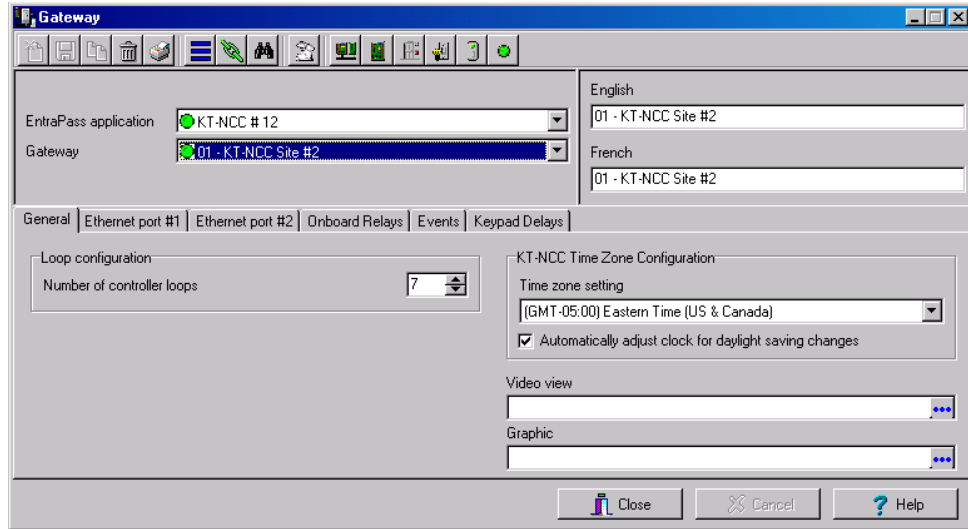 Gateway
English
EntraPass application
KT-NCC # 12
01 - KT-NCC Site #2
Gateway
01 - KT-NCC Site #2
French
01 - KT-NCC Site #2
General
Ethernet port #1
Ethernet port #2
Onboard Relays
Events
Keypad Delays
Loop configuration
Number of controller loops
7
KT-NCC Time Zone Configuration
Time zone setting
(GMT-05:00) Eastern Time (US & Canada)
Automatically adjust clock for daylight saving changes
Video view
Graphic
Close
Cancel
Help